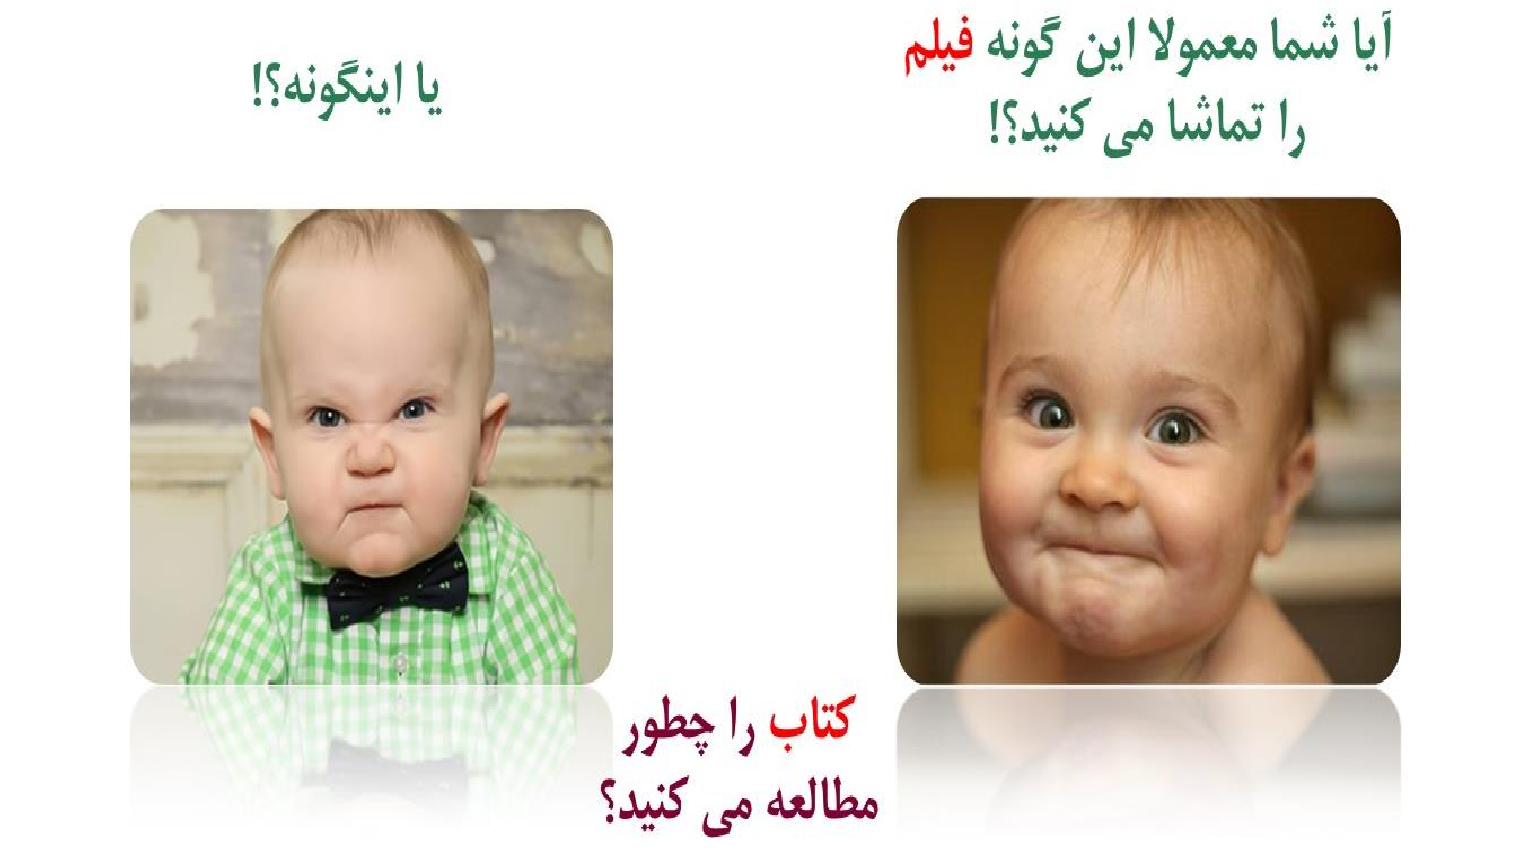 آیا شما معمولا این گونه فیلم
را تماشا می کنید؟!
یا اینگونه؟!
کتاب را چطور
مطالعه می کنید؟